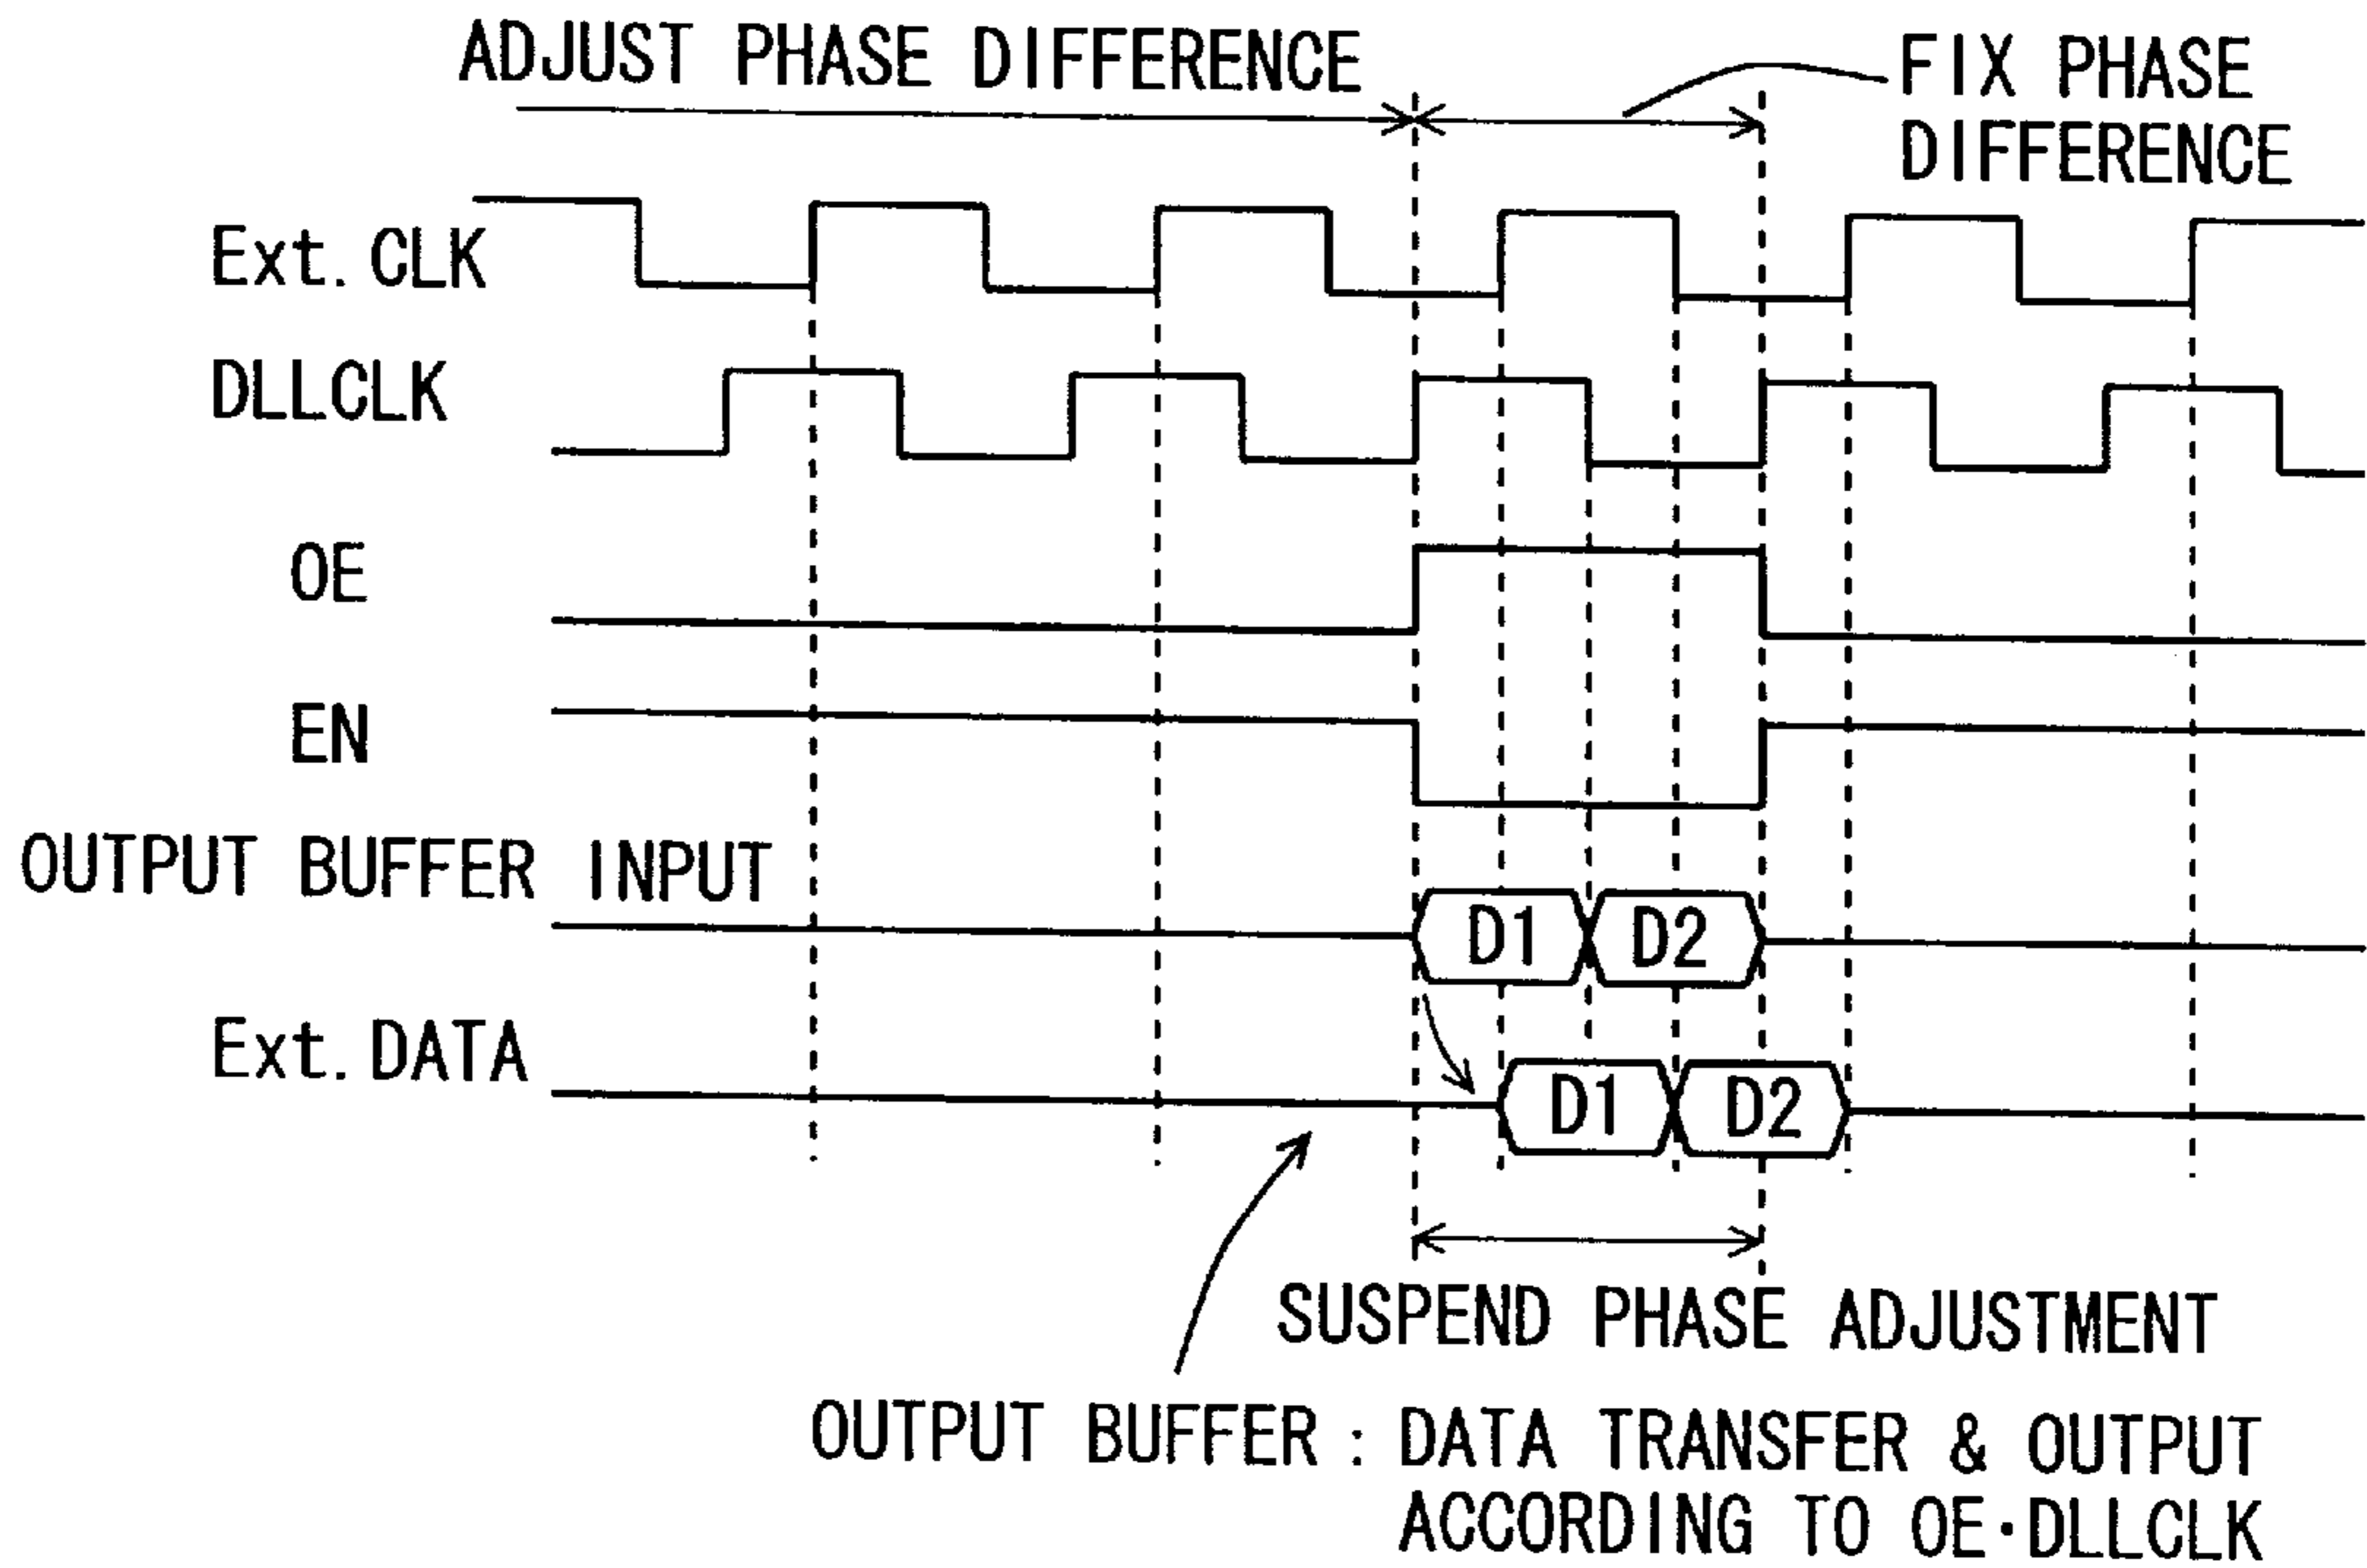 ADJUST PHASE DIFFERENCE
FIX PHASE
DIFFERENCE
Ext. CLK
DLLCLK
OE
EN
OUTPUT BUFFER INPUT
D1 D2
Ext. DATA
D1 D2
SUSPEND PHASE ADJUSTMENT
OUTPUT BUFFER : DATA TRANSFER & OUTPUT
ACCORDING TO OE·DLLCLK